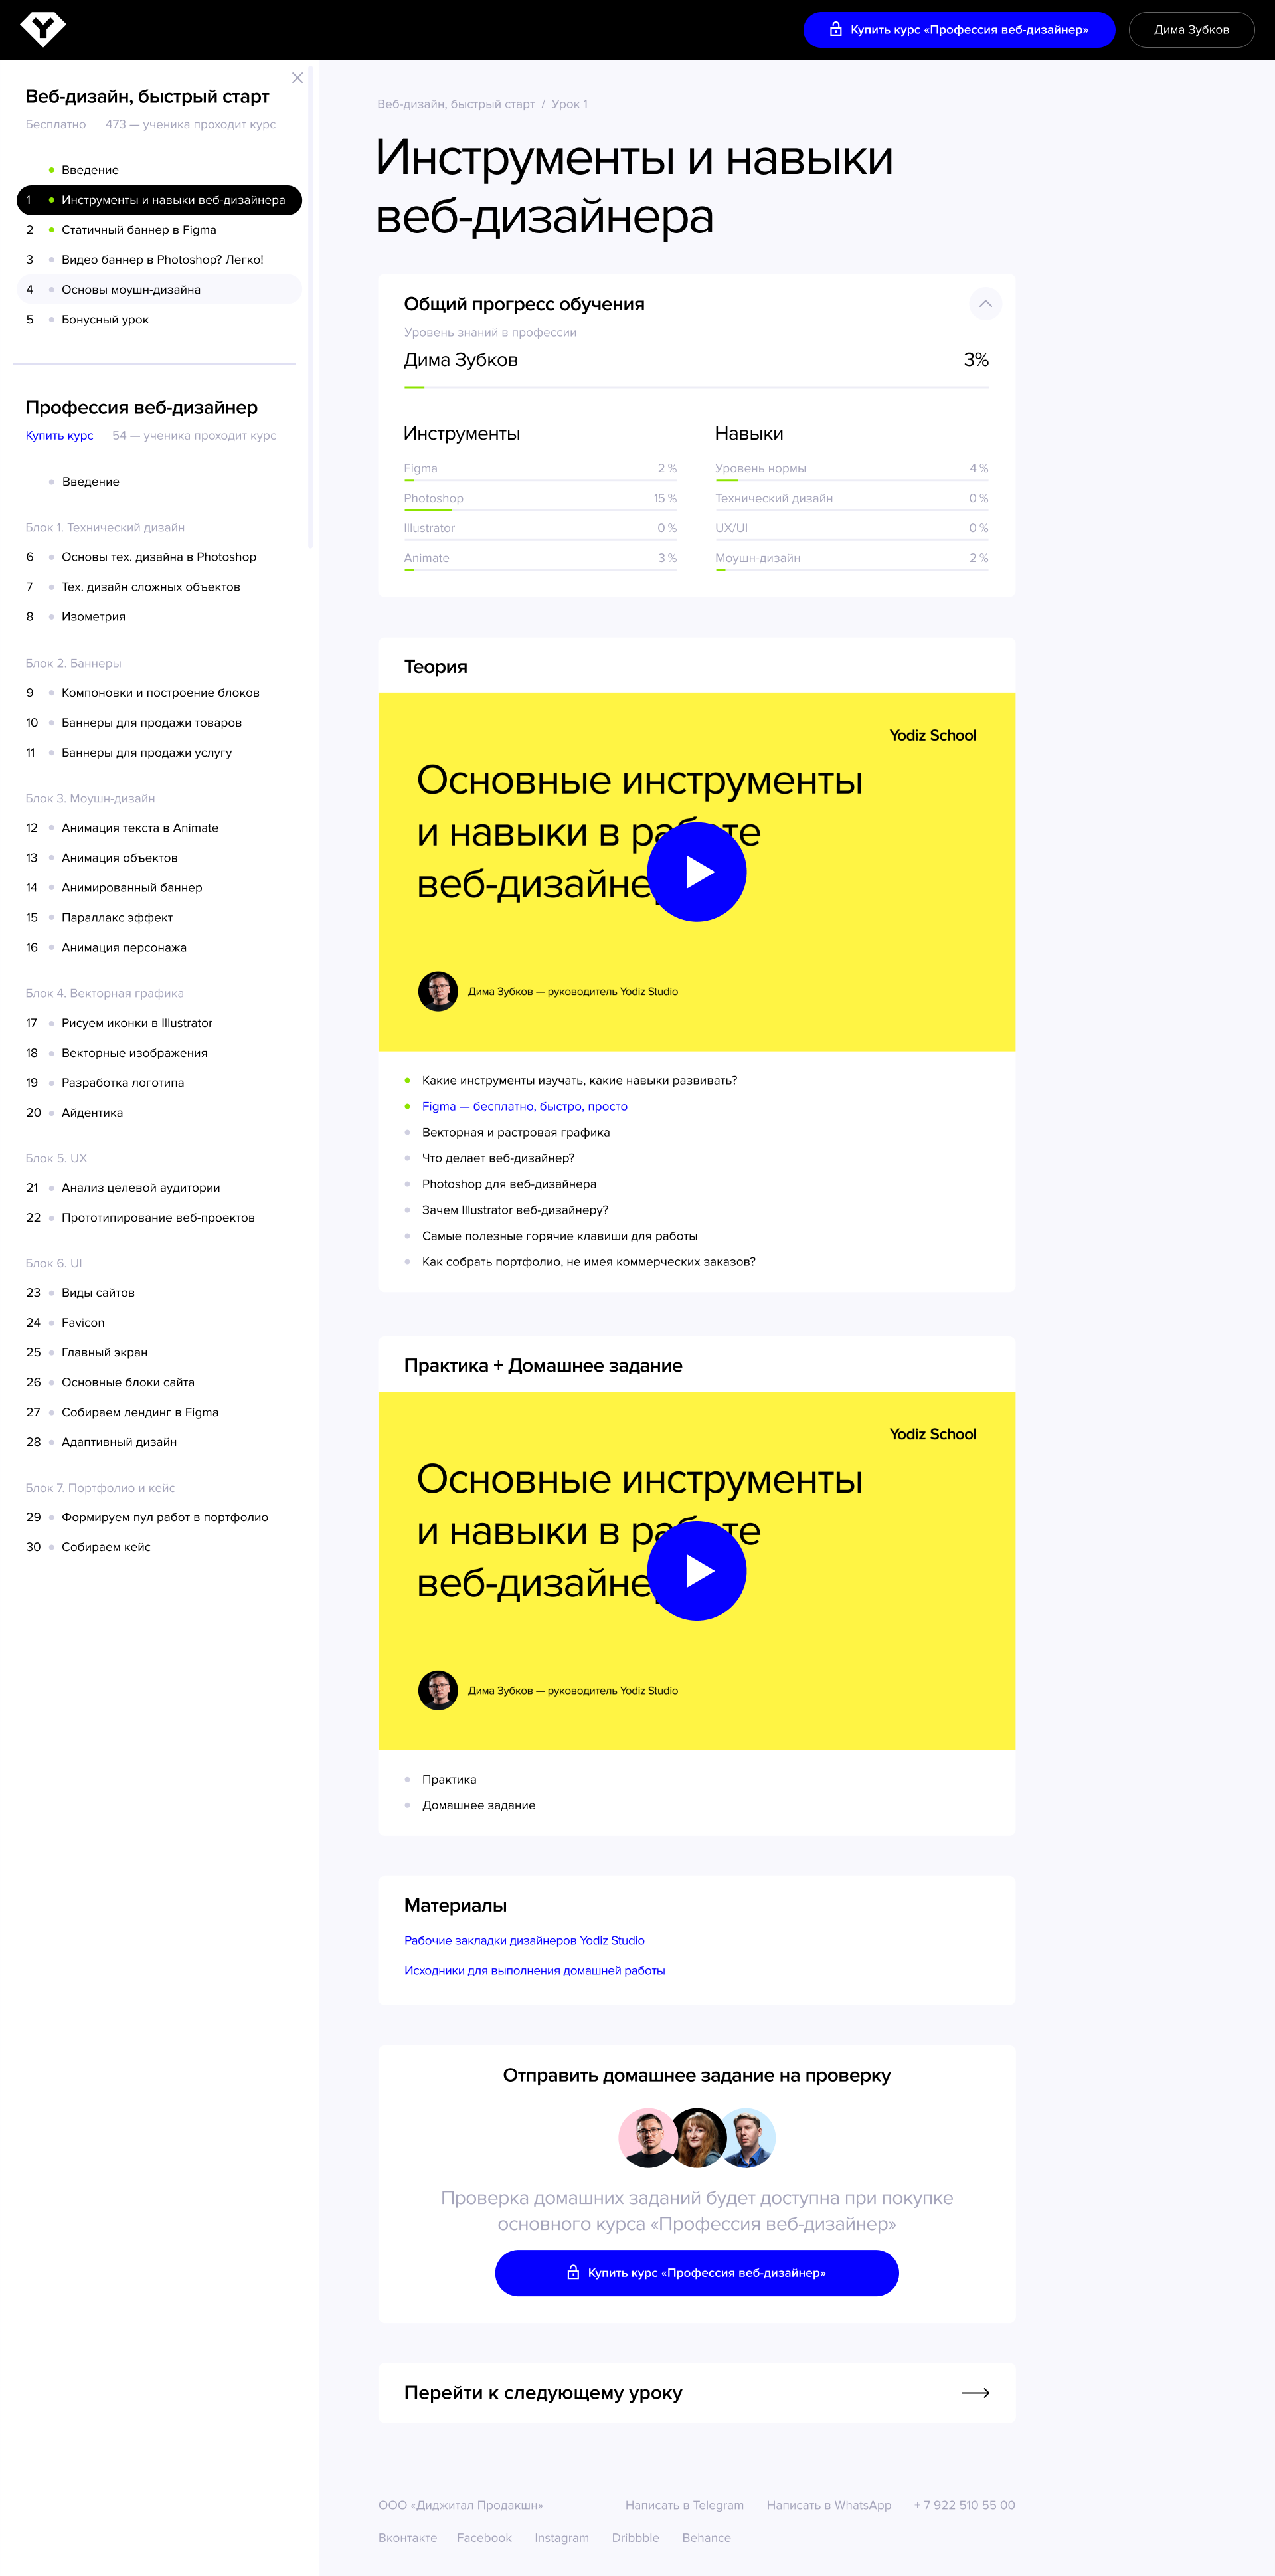 Купить курс «Профессия веб-дизайнер»
Дима Зубков
Веб-дизайн, быстрый старт
Бесплатно 473 — ученика проходит курс
Введение
1 Инструменты и навыки веб-дизайнера
2 Статичный баннер в Figma
3 Видео баннер в Photoshop? Легко!
4 Основы моушн-дизайна
5 Бонусный урок
Профессия веб-дизайнер
Купить курс 54 — ученика проходит курс
Введение
Блок 1. Технический дизайн
6 Основы тех. дизайна в Photoshop
7 Тех. дизайн сложных объектов
8 Изометрия
Блок 2. Баннеры
9 Компоновки и построение блоков
10 Баннеры для продажи товаров
11 Баннеры для продажи услугу
Блок 3. Моушн-дизайн
12 Анимация текста в Animate
13 Анимация объектов
14 Анимированный баннер
15 Параллакс эффект
16 Анимация персонажа
Блок 4. Векторная графика
17 Рисуем иконки в Illustrator
18 Векторные изображения
19 Разработка логотипа
20 Айдентика
Блок 5. UX
21 Анализ целевой аудитории
22 Прототипирование веб-проектов
Блок 6. UI
23 Виды сайтов
24 Favicon
25 Главный экран
26 Основные блоки сайта
27 Собираем лендинг в Figma
28 Адаптивный дизайн
Блок 7. Портфолио и кейс
29 Формируем пул работ в портфолио
30 Собираем кейс
Веб-дизайн, быстрый старт / Урок 1
Инструменты и навыки
веб-дизайнера
Общий прогресс обучения
Уровень знаний в профессии
Дима Зубков 3%
Инструменты
Figma 2 %
Photoshop 15 %
Illustrator 0 %
Animate 3 %
Навыки
Уровень нормы 4 %
Технический дизайн 0 %
UX/UI 0 %
Моушн-дизайн 2 %
Теория
Yodiz School
Основные инструменты
и навыки в работе
веб-дизайне
Дима Зубков — руководитель Yodiz Studio
Какие инструменты изучать, какие навыки развивать?
Figma — бесплатно, быстро, просто
Векторная и растровая графика
Что делает веб-дизайнер?
Photoshop для веб-дизайнера
Зачем Illustrator веб-дизайнеру?
Самые полезные горячие клавиши для работы
Как собрать портфолио, не имея коммерческих заказов?
Практика + Домашнее задание
Yodiz School
Основные инструменты
и навыки в работе
веб-дизайне
Дима Зубков — руководитель Yodiz Studio
Практика
Домашнее задание
Материалы
Рабочие закладки дизайнеров Yodiz Studio
Исходники для выполнения домашней работы
Отправить домашнее задание на проверку
Проверка домашних заданий будет доступна при покупке
основного курса «Профессия веб-дизайнер»
Купить курс «Профессия веб-дизайнер»
Перейти к следующему уроку
ООО «Диджитал Продакшн» Написать в Telegram Написать в WhatsApp + 7 922 510 55 00
Вконтакте Facebook Instagram Dribbble Behance